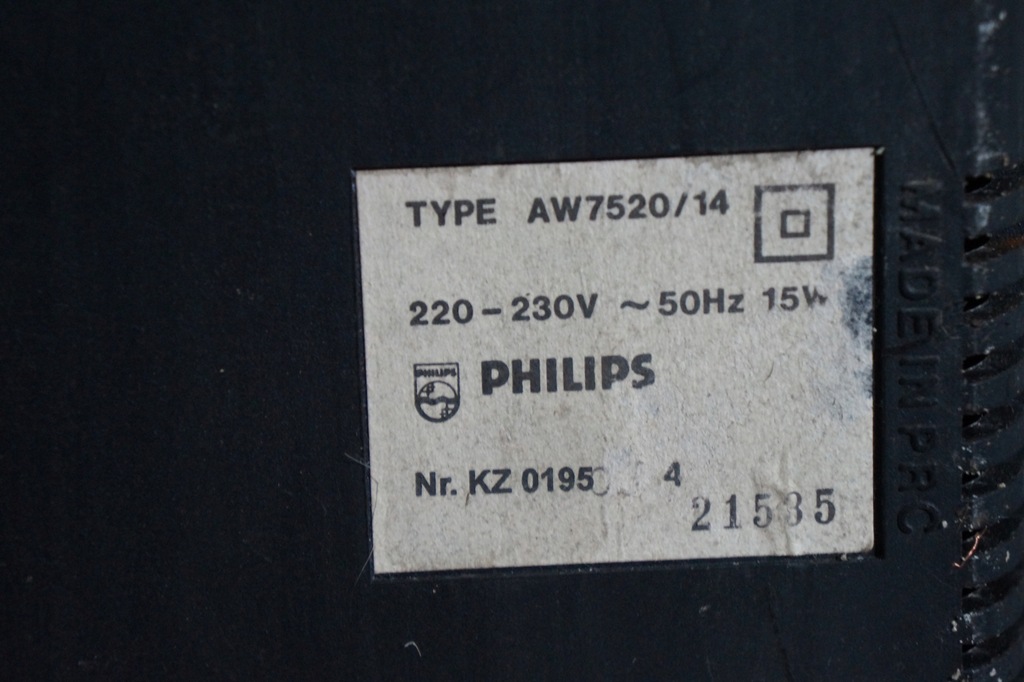 TYPE AW7520/14
220-230V ~ 50Hz 15W
PHILIPS
PHILIPS
Nr. KZ 0195 4
21535
MADE IN PRC